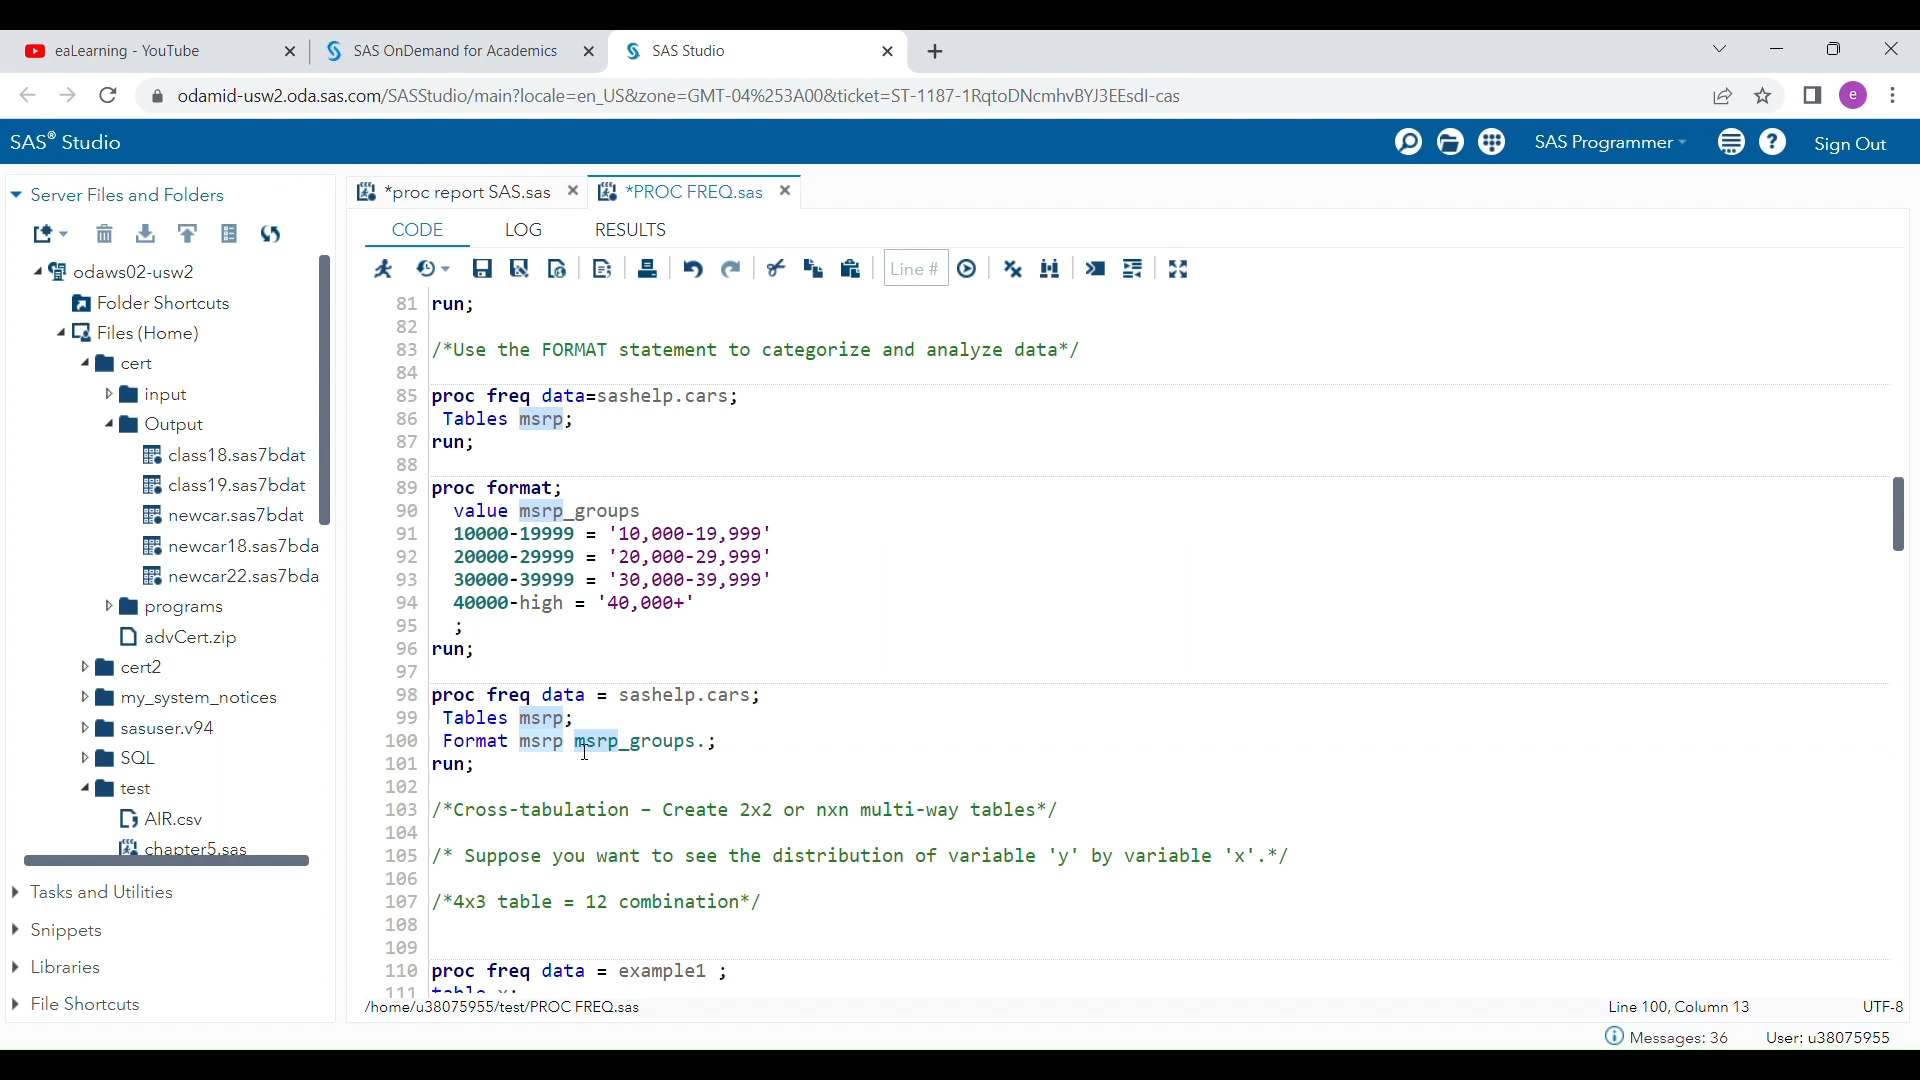 eaLearning - YouTube
SAS OnDemand for Academics
SAS Studio
odamid-usw2.oda.sas.com/SASStudio/main?locale=en_US&zone=GMT-04%253A00&ticket=ST-1187-1RqtoDNcmhvBYJ3EEsdI-cas
e
SAS® Studio
SAS Programmer
Sign Out
Server Files and Folders
odaws02-usw2
Folder Shortcuts
Files (Home)
cert
input
Output
class18.sas7bdat
class19.sas7bdat
newcar.sas7bdat
newcar18.sas7bda
newcar22.sas7bda
programs
advCert.zip
cert2
my_system_notices
sasuser.v94
SQL
test
AIR.csv
chapter5.sas
Tasks and Utilities
Snippets
Libraries
File Shortcuts
*proc report SAS.sas
*PROC FREQ.sas
CODE LOG RESULTS
Line #
81 run;
82
83 /*Use the FORMAT statement to categorize and analyze data*/
84
85 proc freq data=sashelp.cars;
86 Tables msrp;
87 run;
88
89 proc format;
90 value msrp_groups
91 10000-19999 = '10,000-19,999'
92 20000-29999 = '20,000-29,999'
93 30000-39999 = '30,000-39,999'
94 40000-high = '40,000+'
95 ;
96 run;
97
98 proc freq data = sashelp.cars;
99 Tables msrp;
100 Format msrp msrp_groups.;
101 run;
102
103 /*Cross-tabulation – Create 2x2 or nxn multi-way tables*/
104
105 /* Suppose you want to see the distribution of variable 'y' by variable 'x'.*/
106
107 /*4x3 table = 12 combination*/
108
109
110 proc freq data = example1 ;
111 table x;
/home/u38075955/test/PROC FREQ.sas
Line 100, Column 13
UTF-8
Messages: 36
User: u38075955